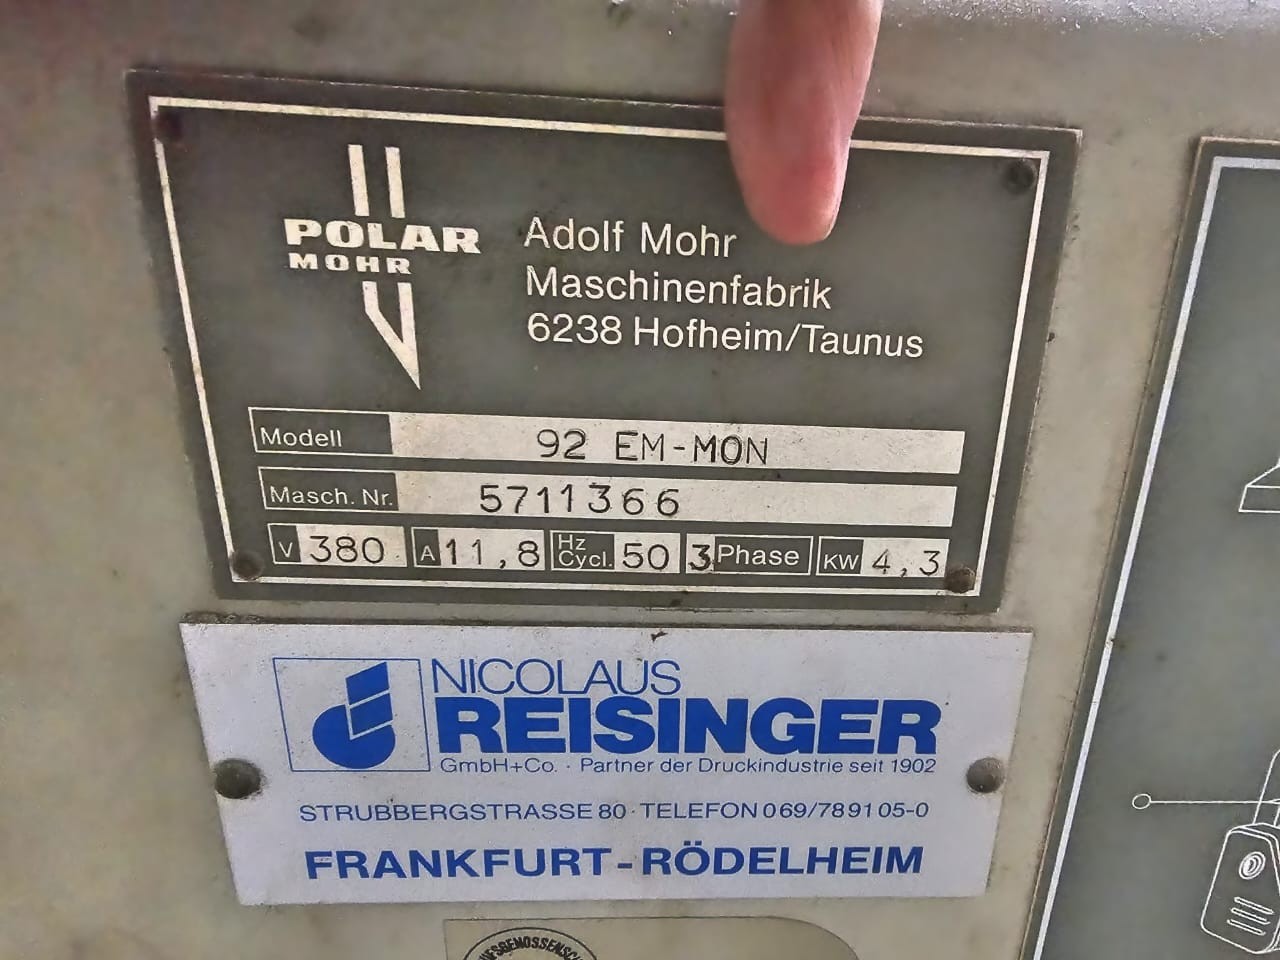 POLAR
MOHR
Adolf Mohr
Maschinenfabrik
6238 Hofheim/Taunus
Modell 92 EM-MON
Masch. Nr. 5711366
V 380 A 11,8 Hz Cycl. 50 3 Phase KW 4,3
NICOLAUS
REISINGER
GmbH+Co. · Partner der Druckindustrie seit 1902
STRUBBERGSTRASSE 80 · TELEFON 069/789105-0
FRANKFURT-RÖDELHEIM